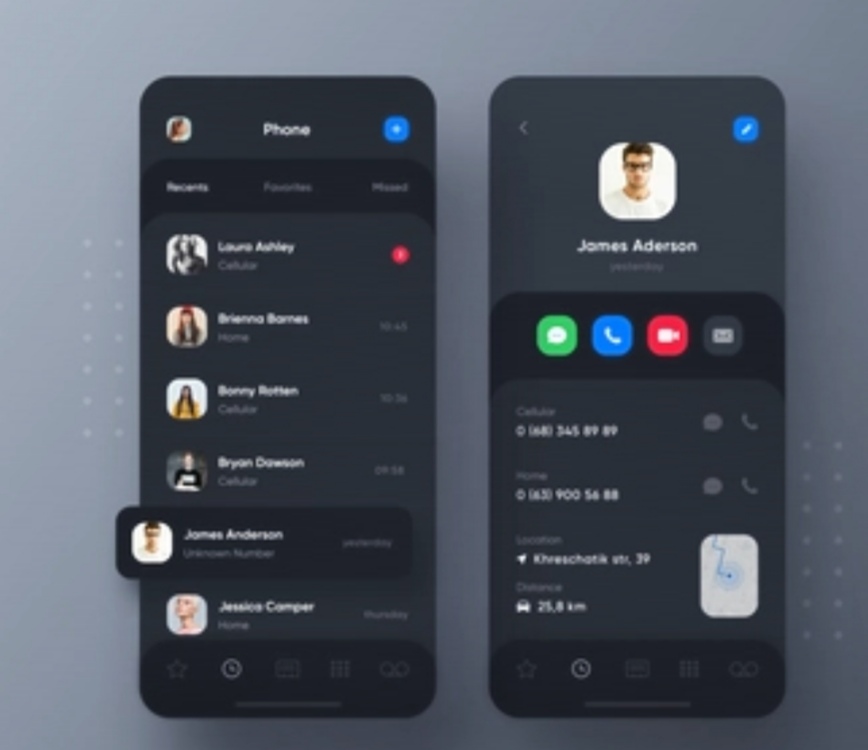 Phone
Recents Favorites Missed
Laura Ashley
Cellular
Brienna Barnes
Home
10:45
Bonny Rotten
Cellular
10:36
Bryan Dawson
Cellular
09:58
James Anderson
Unknown Number
yesterday
Jessica Camper
Home
thursday
James Aderson
yesterday
Cellular
0 (68) 345 89 89
Home
0 (63) 900 56 88
Location
Khreschatik str, 39
Distance
25,8 km